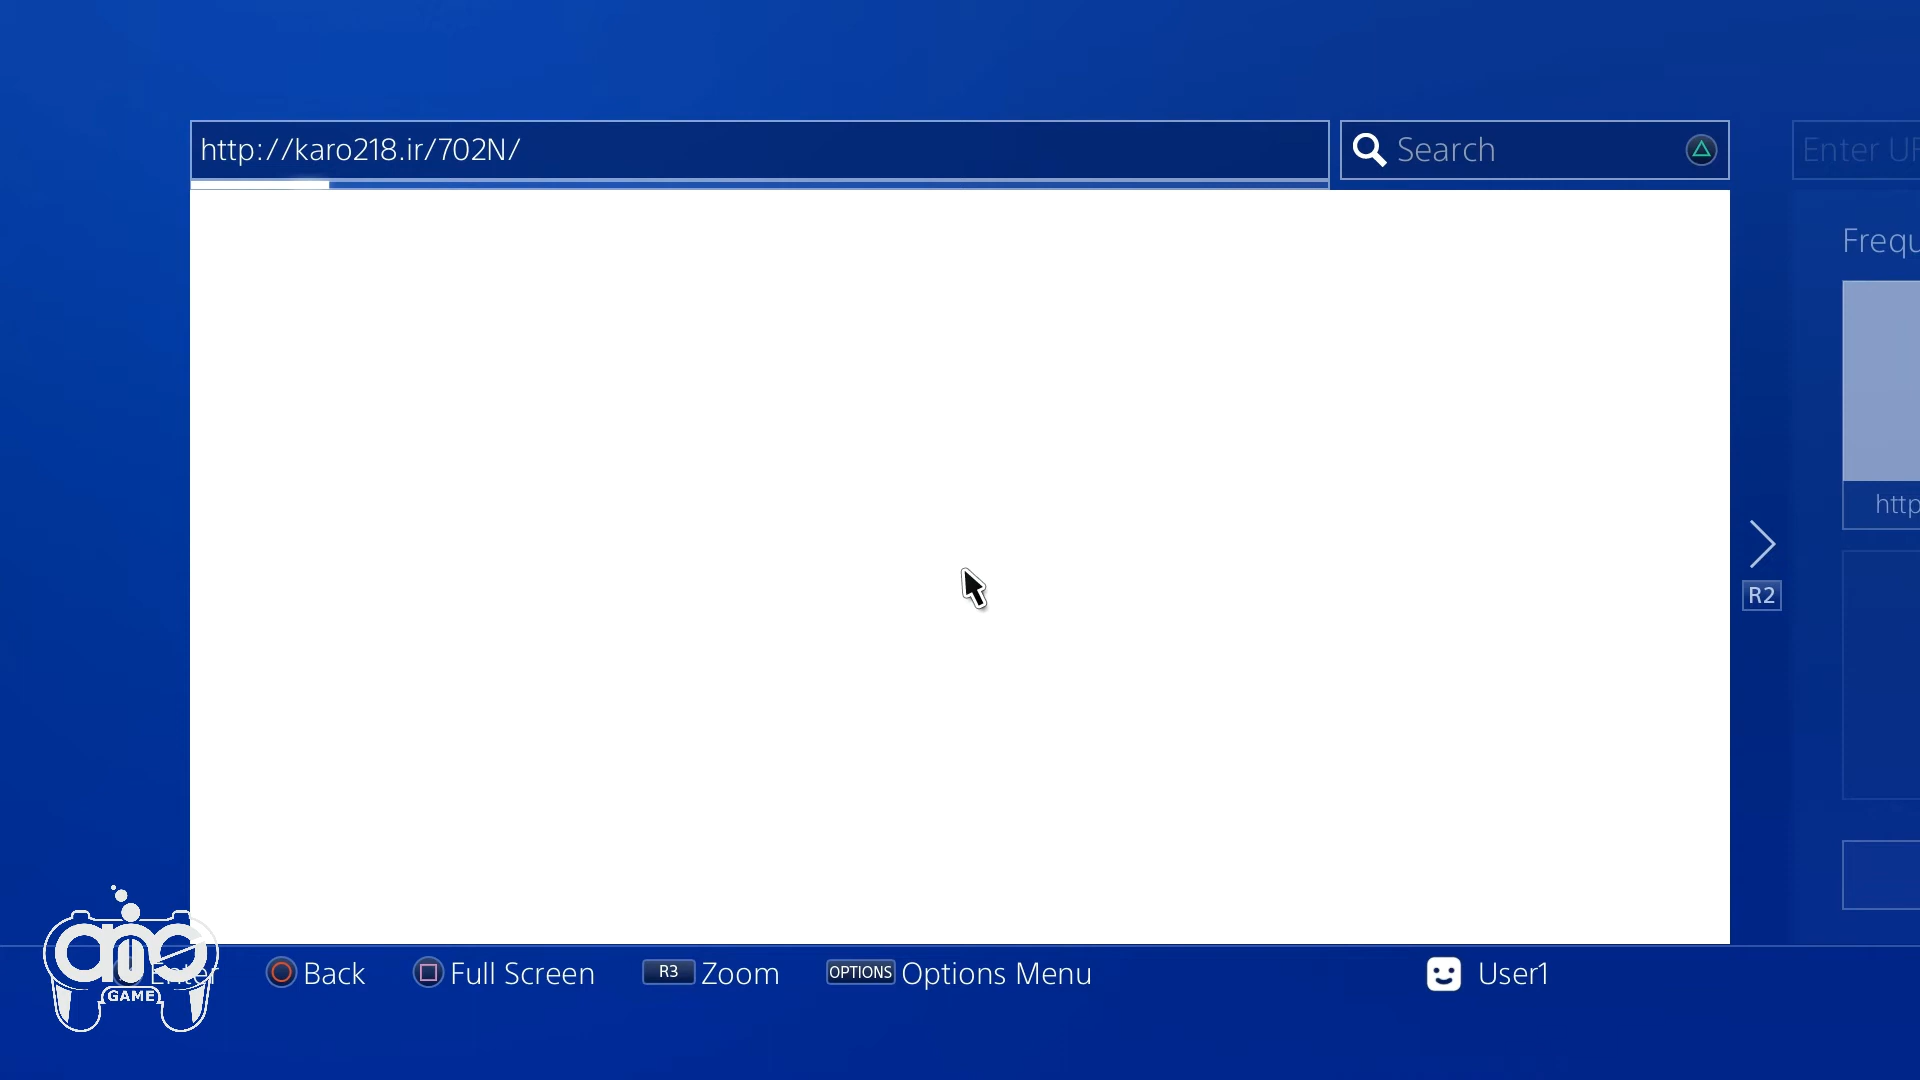 http://karo218.ir/702N/
Search
Enter
Frequ
http
R2
Enter
Back
Full Screen
R3
Zoom
OPTIONS
Options Menu
User1
GAME